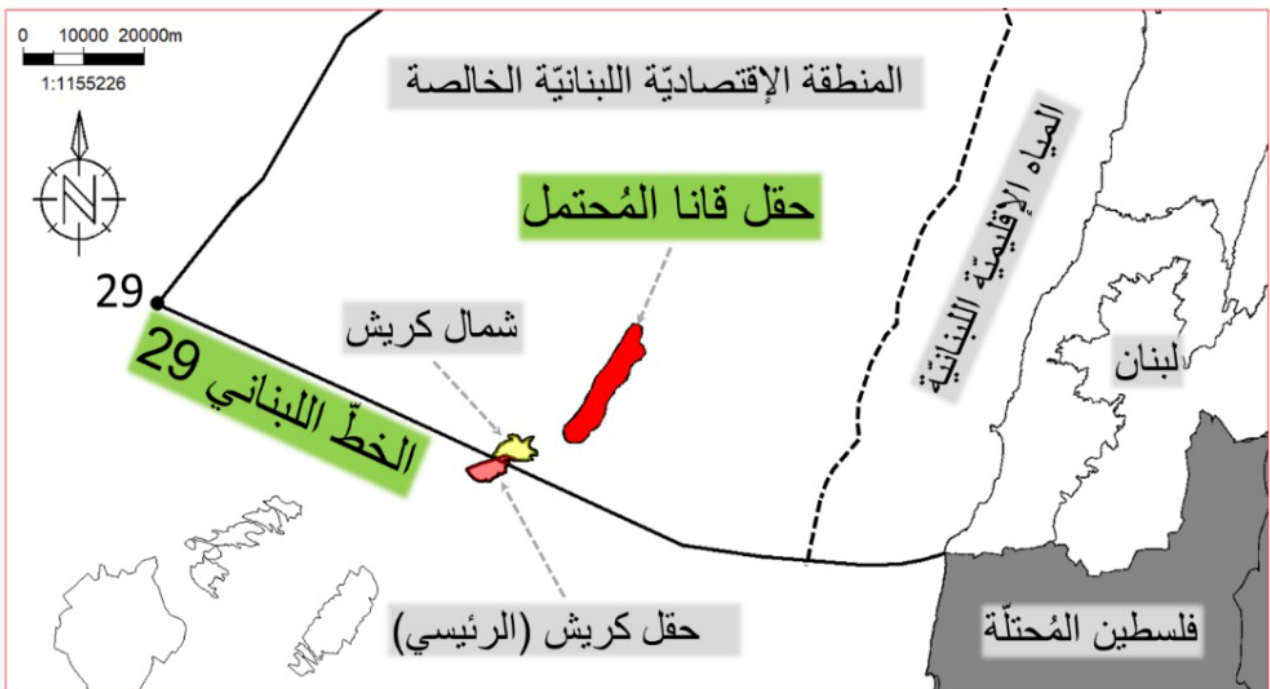 0 10000 20000m
1:1155226
المنطقة الإقتصاديّة اللبنانيّة الخالصة
المياه الإقليميّة اللبنانيّة
حقل قانا المُحتمل
N
29
شمال كريش
الخطّ اللبناني 29
لبنان
حقل كريش (الرئيسي)
فلسطين المُحتلّة